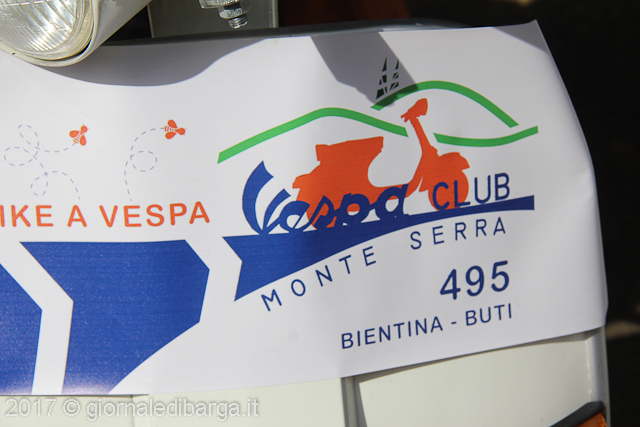 IKE A VESPA
Vespa CLUB
MONTE SERRA
495
BIENTINA - BUTI
2017 © giornaledibarga.it